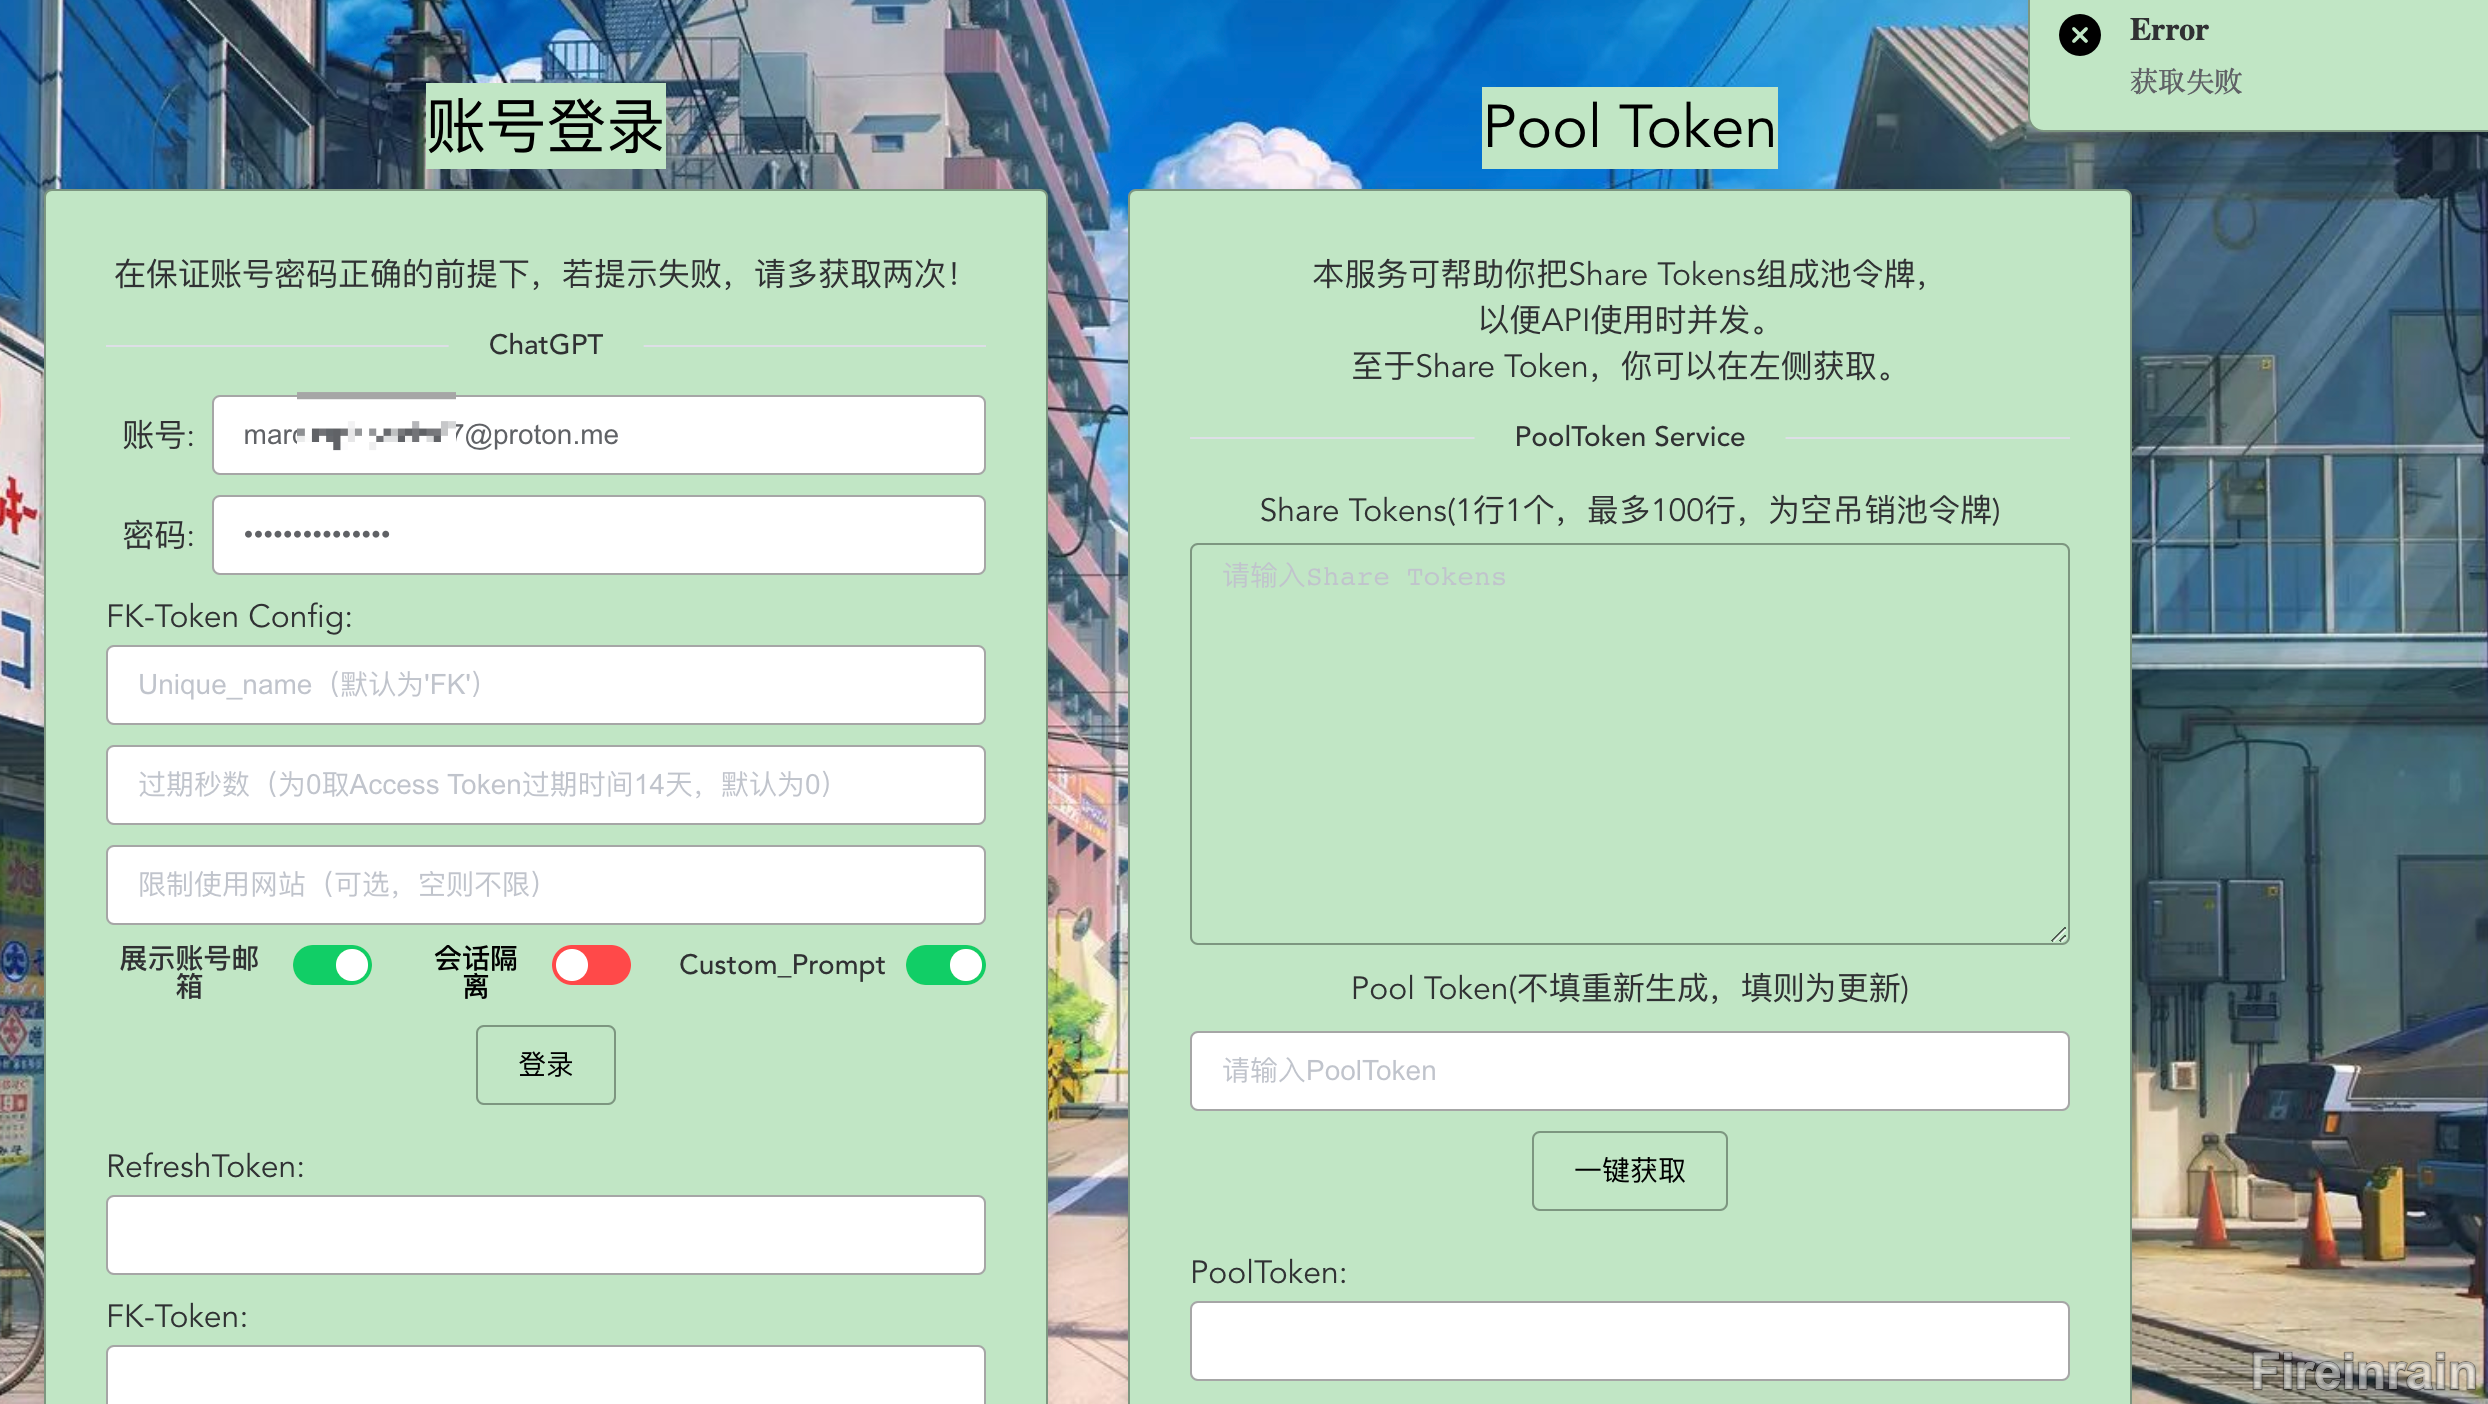 Error
获取失败
账号登录
在保证账号密码正确的前提下，若提示失败，请多获取两次！
ChatGPT
账号:
marc 7@proton.me
密码:
•••••••••••••••
FK-Token Config:
Unique_name（默认为'FK'）
过期秒数（为0取Access Token过期时间14天，默认为0）
限制使用网站（可选，空则不限）
展示账号邮
箱
会话隔
离
Custom_Prompt
登录
RefreshToken:
FK-Token:
Pool Token
本服务可帮助你把Share Tokens组成池令牌，
以便API使用时并发。
至于Share Token，你可以在左侧获取。
PoolToken Service
Share Tokens(1行1个，最多100行，为空吊销池令牌)
请输入Share Tokens
Pool Token(不填重新生成，填则为更新)
请输入PoolToken
一键获取
PoolToken:
Fireinrain